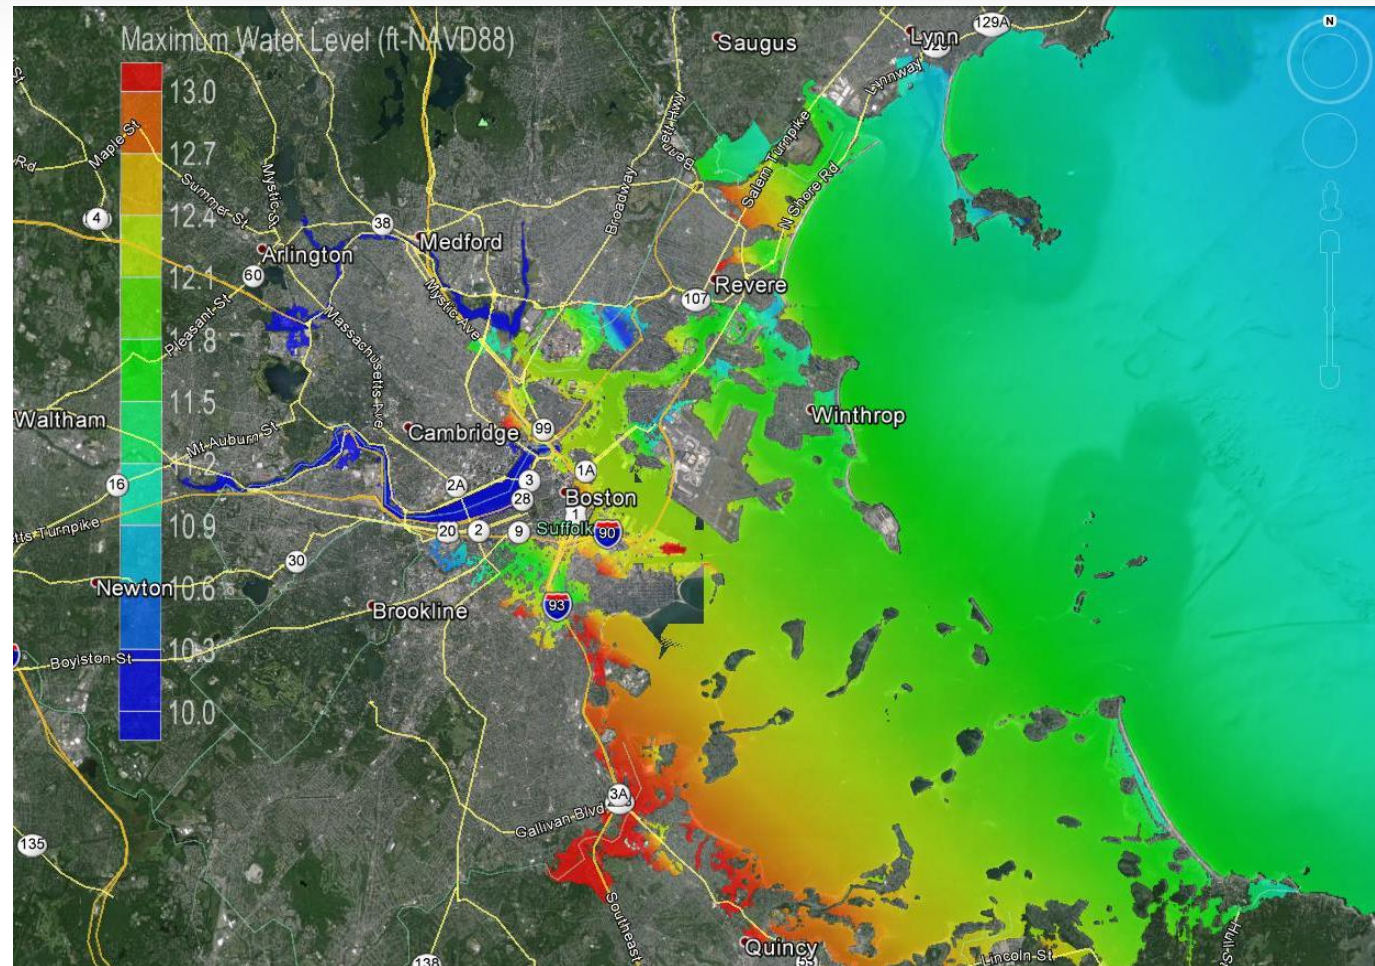 Maximum Water Level (ft-NAVD88)
13.0
12.7
12.4
12.1
11.8
11.5
10.9
10.6
10.3
10.0
N
129A
Saugus
Lynn
Lynnway
Maple St
Rd
Mystic St
Summer St
Broadway
Salem Turnpike
N Shore Rd
4
38
Medford
Arlington
60
Revere
107
Mystic Ave
Pleasant St
Massachusetts Ave
Waltham
Winthrop
Cambridge
99
Mt Auburn St
1A
16
2A
3
28
Boston
1
Suffolk
90
20
2
9
30
Newton
Brookline
93
Boylston St
3A
Gallivan Blvd
135
Southeast
Quincy
138
53
Lincoln St